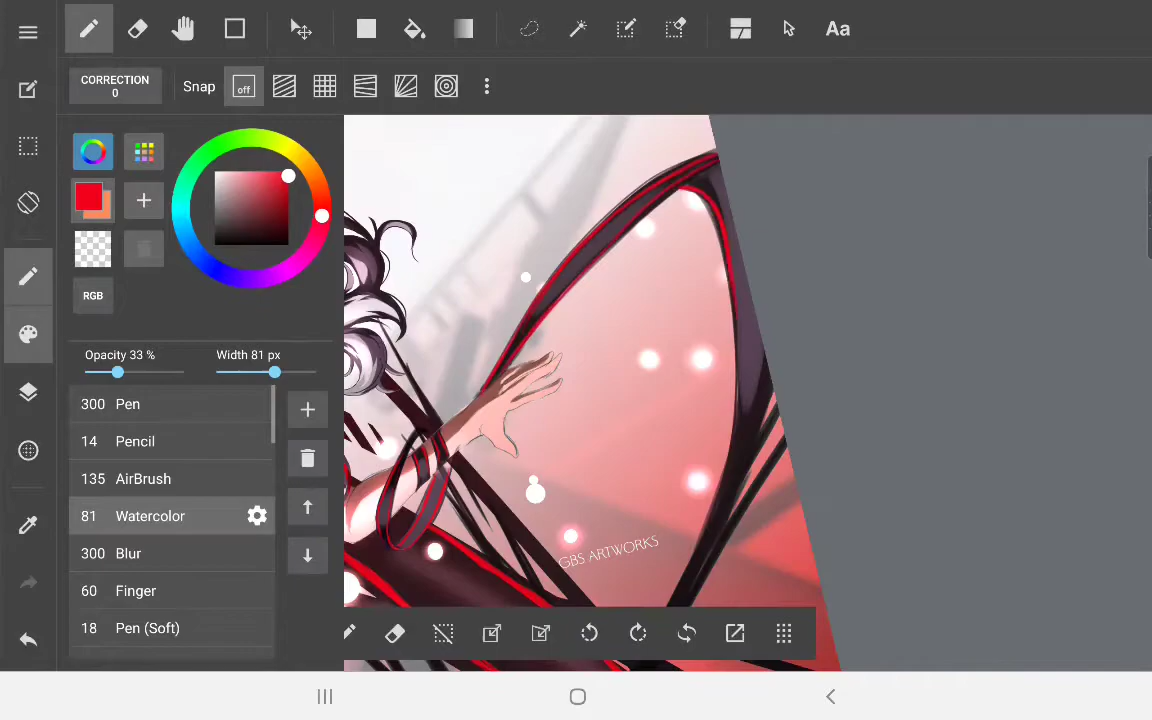 Aa
CORRECTION
0
Snap
off
RGB
Opacity 33 %
Width 81 px
300 Pen
14 Pencil
135 AirBrush
81 Watercolor
300 Blur
60 Finger
18 Pen (Soft)
GBS ARTWORKS